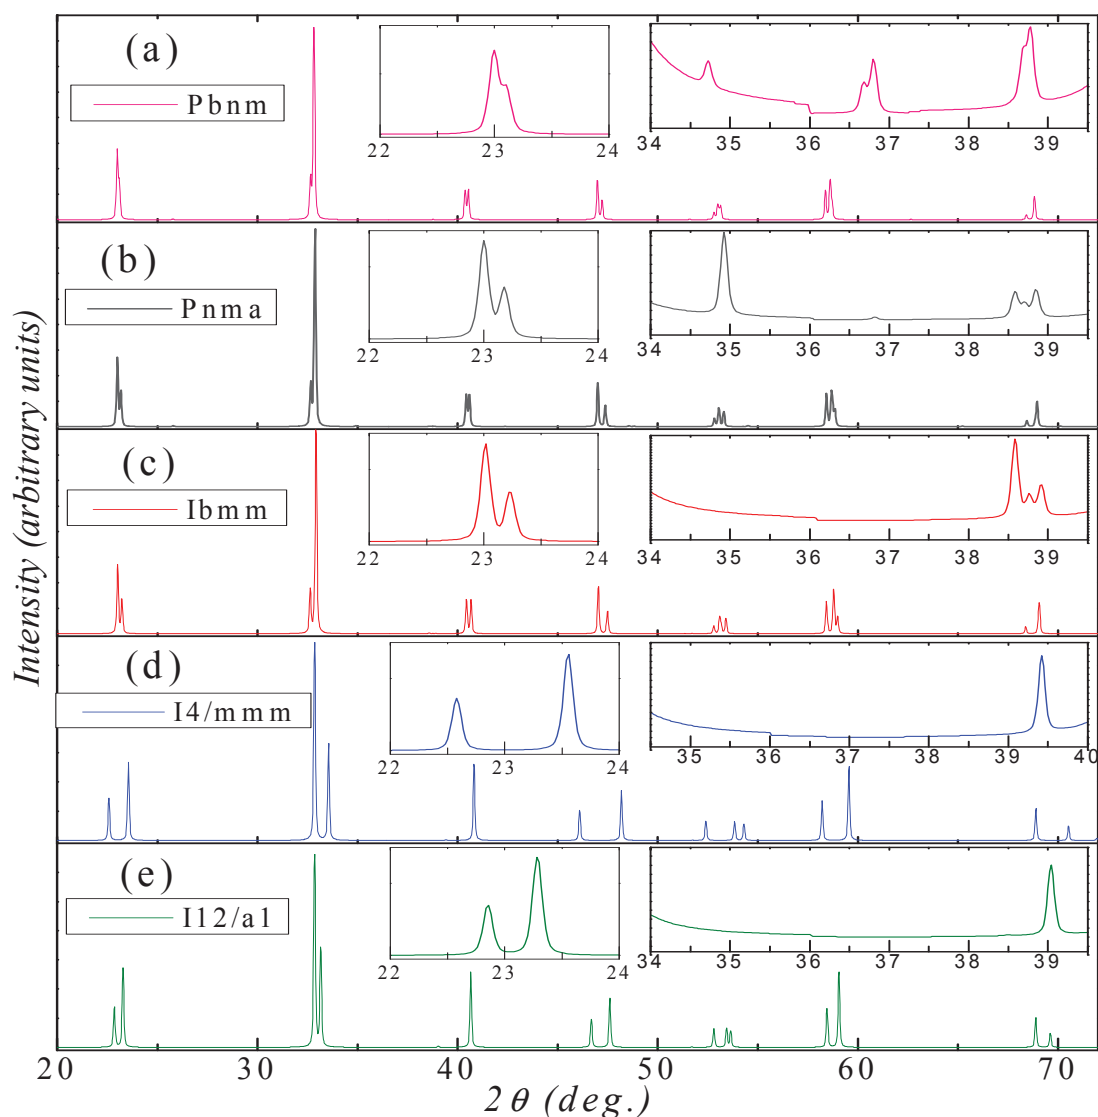 (a)
Pbnm
22 23 24
34 35 36 37 38 39
(b)
Pnma
22 23 24
34 35 36 37 38 39
(c)
Ibmm
22 23 24
34 35 36 37 38 39
(d)
I4/mmm
22 23 24
35 36 37 38 39 40
(e)
I12/a1
22 23 24
34 35 36 37 38 39
20 30 40 50 60 70
2θ (deg.)
Intensity (arbitrary units)